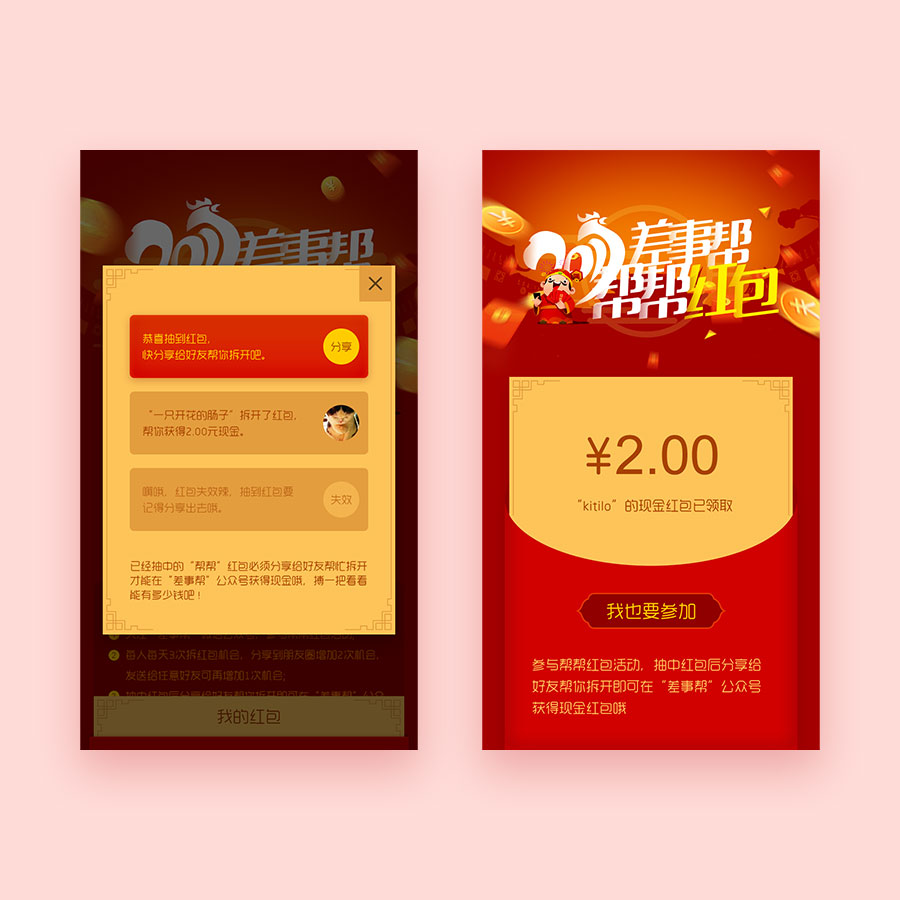 2017差事帮
×
恭喜抽到红包,
快分享给好友帮你拆开吧。
分享
“一只开花的肠子”拆开了红包,
帮你获得2.00元现金。
嘀哦, 红包失效辣, 抽到红包要
记得分享出去哦。
失效
已经抽中的“帮帮”红包必须分享给好友帮忙拆开
才能在“差事帮”公众号获得现金哦, 搏一把看看
能有多少钱吧!
2 每人每天3次拆红包机会、分享到朋友圈增加2次机会、
发送给任意好友可再增加1次机会;
我的红包
2017差事帮
帮帮红包
¥2.00
“kitilo”的现金红包已领取
我也要参加
参与帮帮红包活动, 抽中红包后分享给
好友帮你拆开即可在“差事帮”公众号
获得现金红包哦